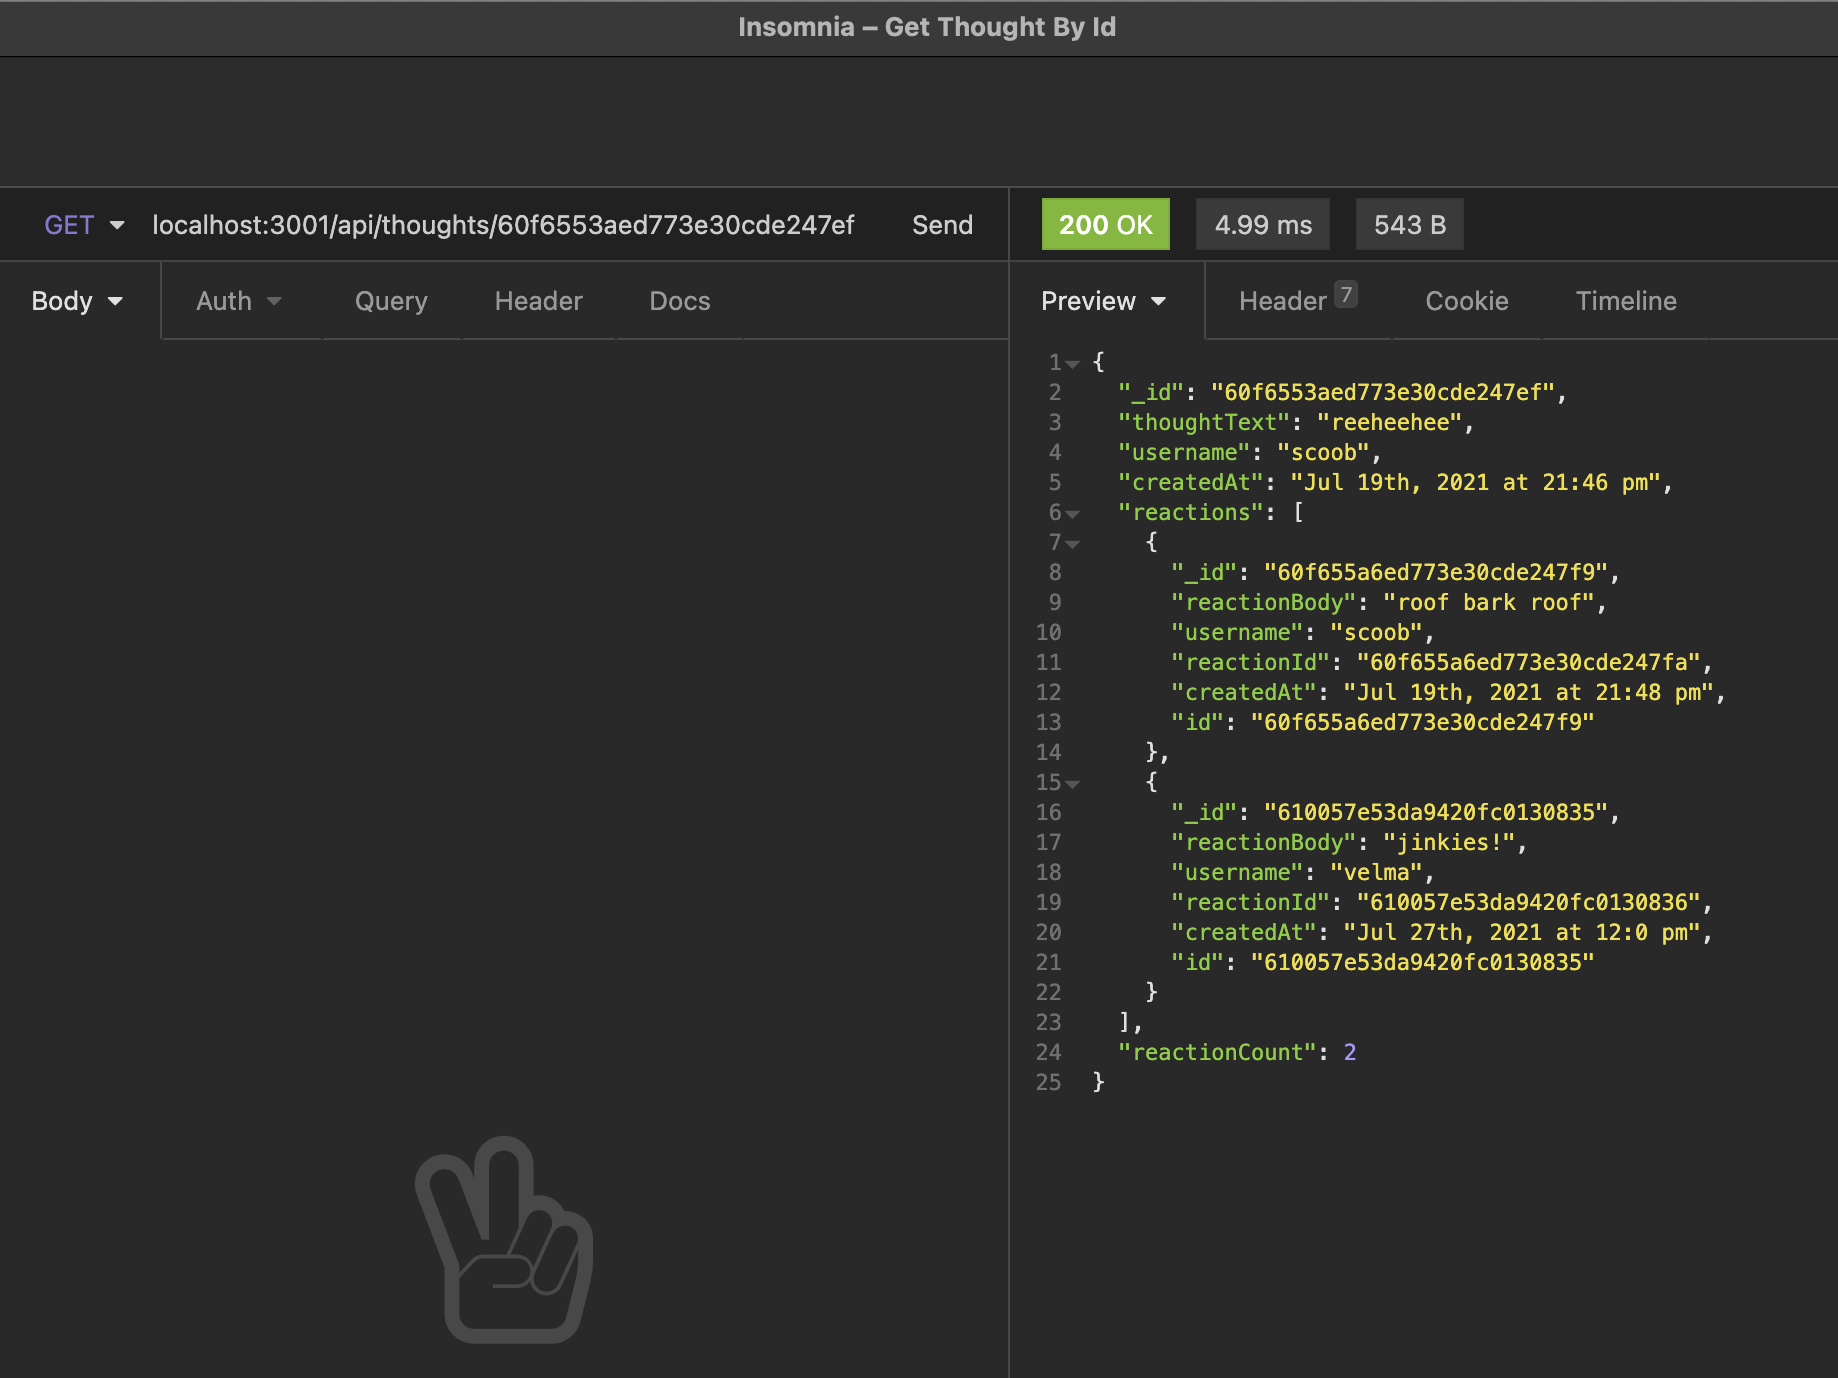 Insomnia – Get Thought By Id
GET localhost:3001/api/thoughts/60f6553aed773e30cde247ef Send
200 OK 4.99 ms 543 B
Body Auth Query Header Docs
Preview Header 7 Cookie Timeline
1 {
2 "_id": "60f6553aed773e30cde247ef",
3 "thoughtText": "reeheehee",
4 "username": "scoob",
5 "createdAt": "Jul 19th, 2021 at 21:46 pm",
6 "reactions": [
7 {
8 "_id": "60f655a6ed773e30cde247f9",
9 "reactionBody": "roof bark roof",
10 "username": "scoob",
11 "reactionId": "60f655a6ed773e30cde247fa",
12 "createdAt": "Jul 19th, 2021 at 21:48 pm",
13 "id": "60f655a6ed773e30cde247f9"
14 },
15 {
16 "_id": "610057e53da9420fc0130835",
17 "reactionBody": "jinkies!",
18 "username": "velma",
19 "reactionId": "610057e53da9420fc0130836",
20 "createdAt": "Jul 27th, 2021 at 12:0 pm",
21 "id": "610057e53da9420fc0130835"
22 }
23 ],
24 "reactionCount": 2
25 }